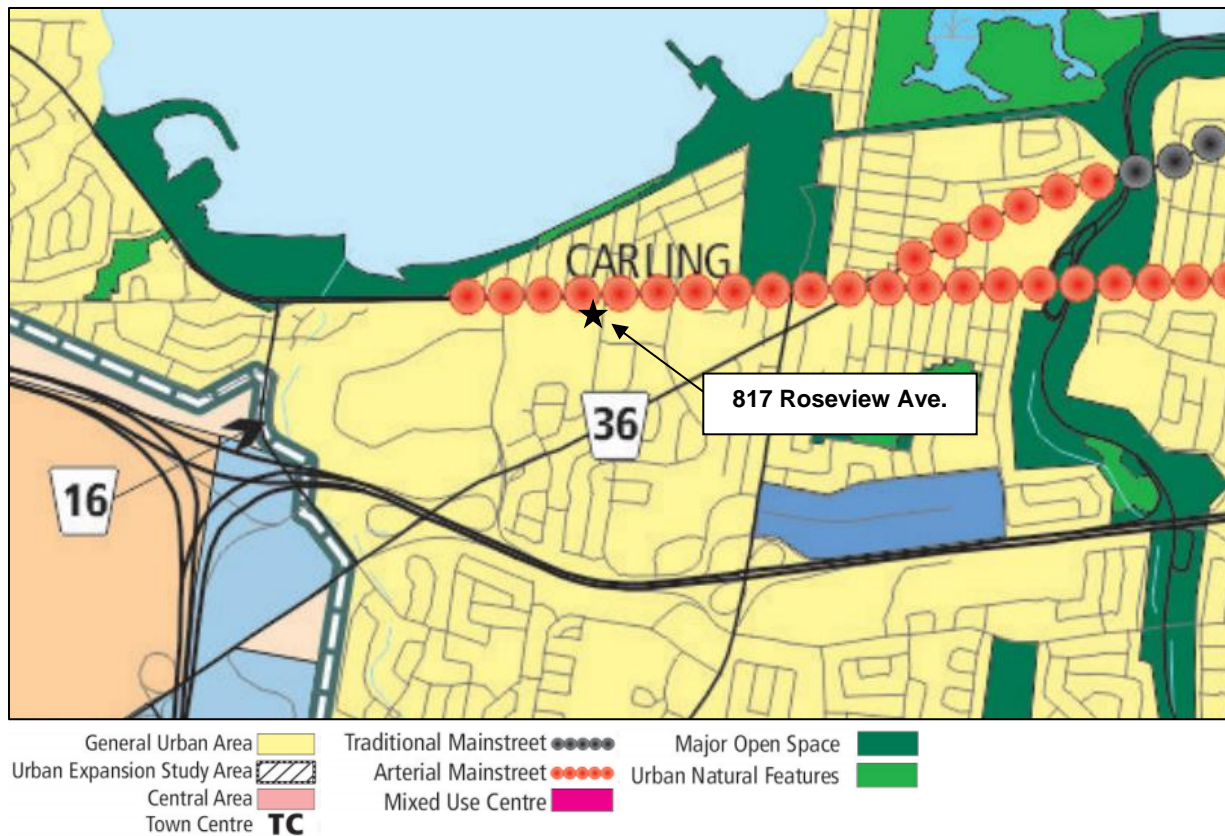 CARLING
817 Roseview Ave.
36
16
General Urban Area
Urban Expansion Study Area
Central Area
Town Centre TC
Traditional Mainstreet
Arterial Mainstreet
Mixed Use Centre
Major Open Space
Urban Natural Features